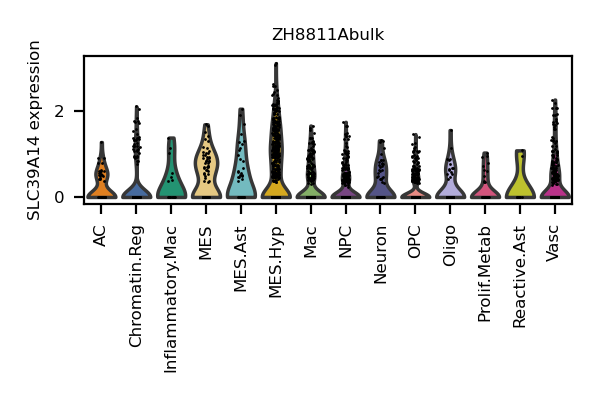 ZH8811Abulk
SLC39A14 expression
2
0
AC
Chromatin.Reg
Inflammatory.Mac
MES
MES.Ast
MES.Hyp
Mac
NPC
Neuron
OPC
Oligo
Prolif.Metab
Reactive.Ast
Vasc